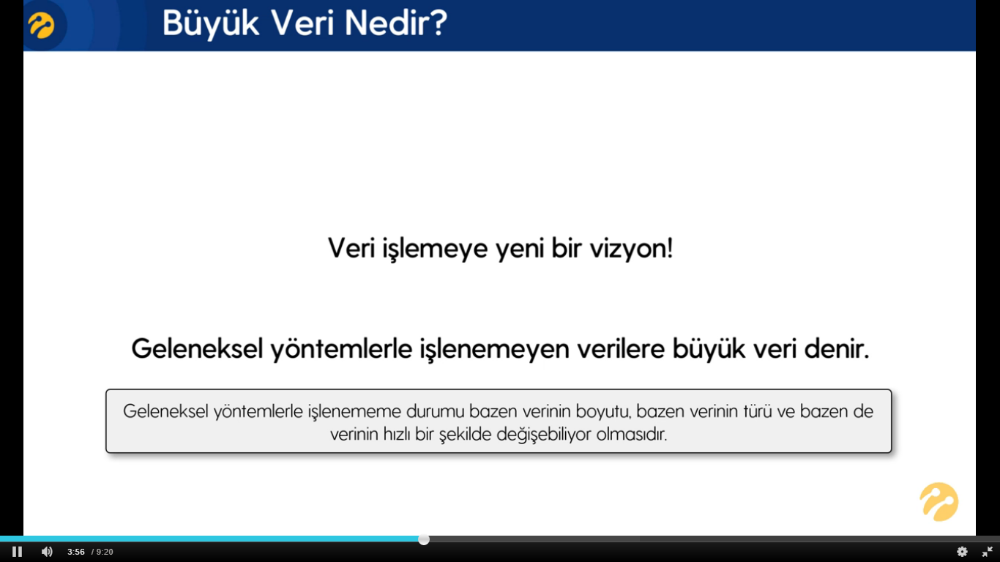 Büyük Veri Nedir?
Veri işlemeye yeni bir vizyon!
Geleneksel yöntemlerle işlenemeyen verilere büyük veri denir.
Geleneksel yöntemlerle işlenememe durumu bazen verinin boyutu, bazen verinin türü ve bazen de
verinin hızlı bir şekilde değişebiliyor olmasıdır.
3:56 / 9:20